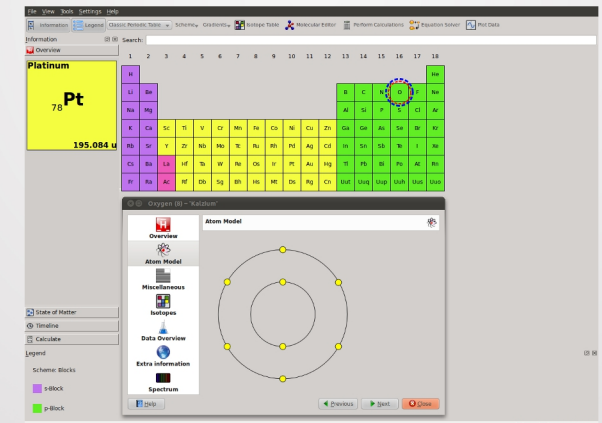 File View Tools Settings Help
Information Legend Classic Periodic Table Scheme Gradients Isotope Table Molecular Editor Perform Calculations Equation Solver Plot Data
Information Search:
Overview
1 2 3 4 5 6 7 8 9 10 11 12 13 14 15 16 17 18
Platinum
78 Pt
195.084 u
H He
Li Be B C N O F Ne
Na Mg Al Si P S Cl Ar
K Ca Sc Ti V Cr Mn Fe Co Ni Cu Zn Ga Ge As Se Br Kr
Rb Sr Y Zr Nb Mo Tc Ru Rh Pd Ag Cd In Sn Sb Te I Xe
Cs Ba La Hf Ta W Re Os Ir Pt Au Hg Tl Pb Bi Po At Rn
Fr Ra Ac Rf Db Sg Bh Hs Mt Ds Rg Cn Uut Uuq Uup Uuh Uus Uuo
Oxygen (8) – 'Kalzium'
Overview
Atom Model
Atom Model
Miscellaneous
Isotopes
Data Overview
Extra information
Spectrum
Help Previous Next Close
State of Matter
Timeline
Calculate
Legend
Scheme: Blocks
s-Block
p-Block